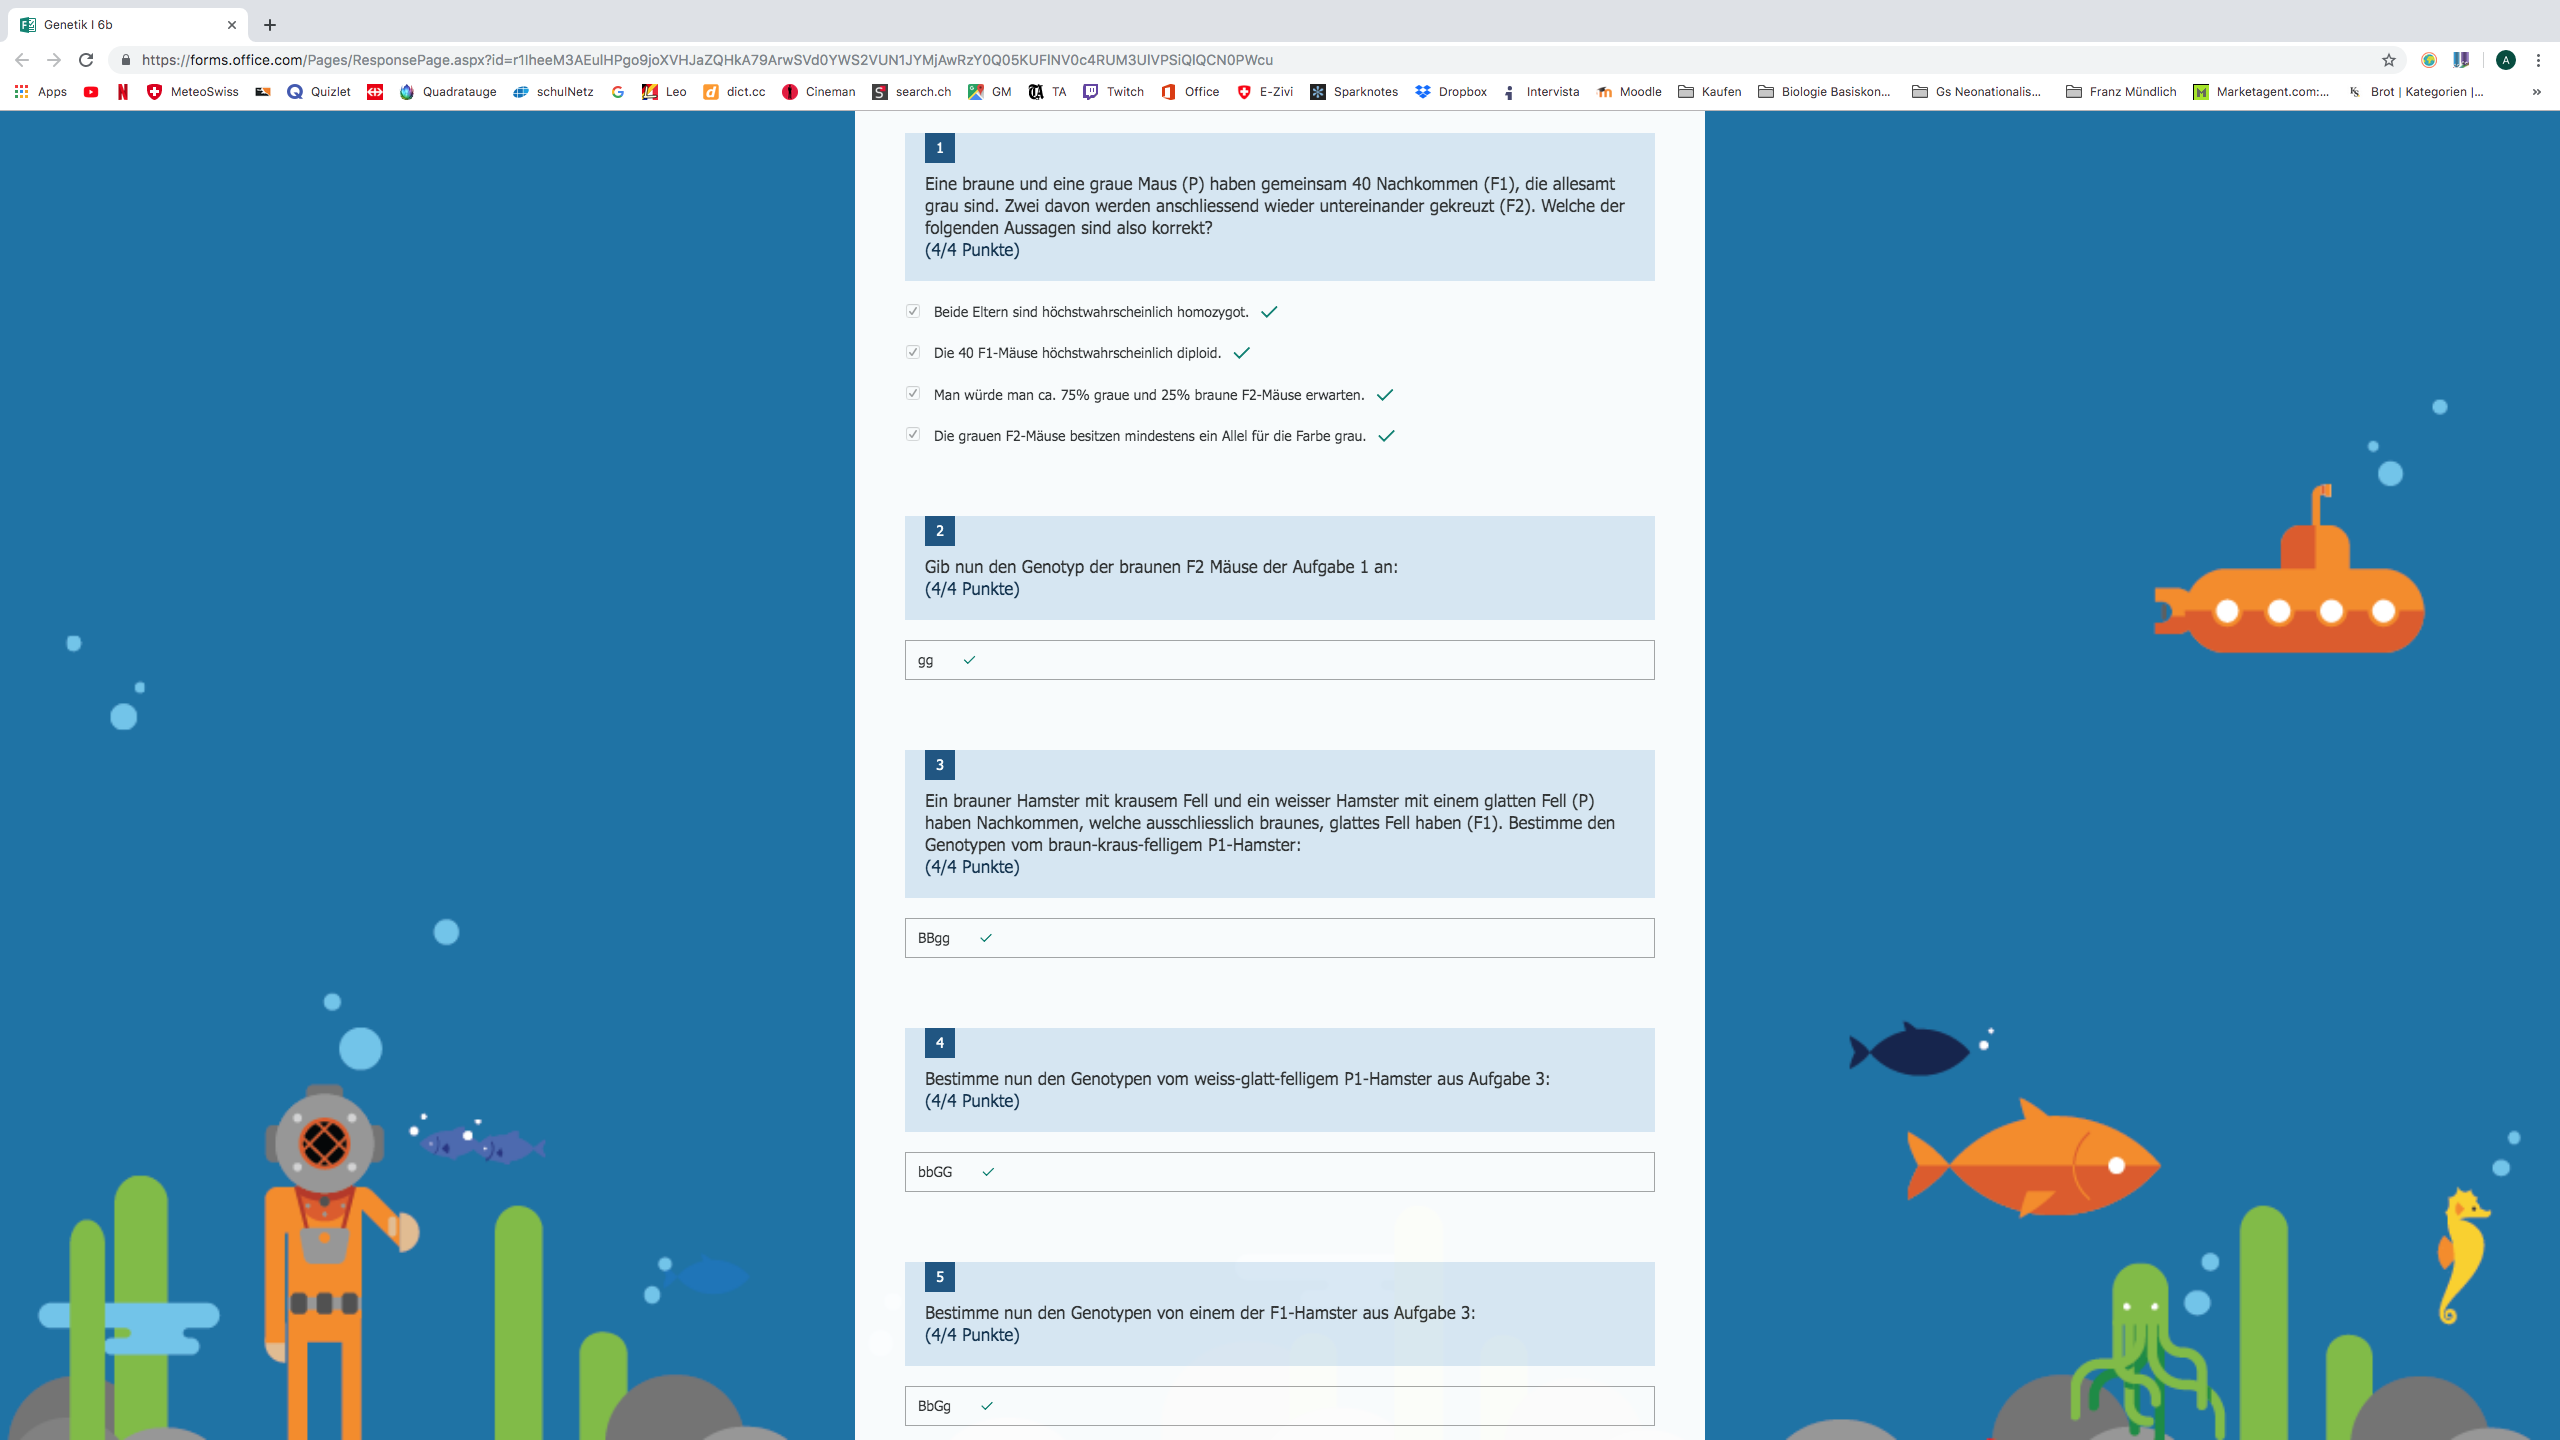 Genetik I 6b
https://forms.office.com/Pages/ResponsePage.aspx?id=r1IheeM3AEulHPgo9joXVHJaZQHkA79ArwSVd0YWS2VUN1JYMjAwRzY0Q05KUFlNV0c4RUM3UlVPSiQlQCN0PWcu
A
Apps MeteoSwiss Quizlet Quadratauge schulNetz Leo dict.cc Cineman search.ch GM TA Twitch Office E-Zivi Sparknotes Dropbox Intervista Moodle Kaufen Biologie Basiskon... Gs Neonationalis... Franz Mündlich Marketagent.com:... Brot | Kategorien |... »
1
Eine braune und eine graue Maus (P) haben gemeinsam 40 Nachkommen (F1), die allesamt
grau sind. Zwei davon werden anschliessend wieder untereinander gekreuzt (F2). Welche der
folgenden Aussagen sind also korrekt?
(4/4 Punkte)
Beide Eltern sind höchstwahrscheinlich homozygot.
Die 40 F1-Mäuse höchstwahrscheinlich diploid.
Man würde man ca. 75% graue und 25% braune F2-Mäuse erwarten.
Die grauen F2-Mäuse besitzen mindestens ein Allel für die Farbe grau.
2
Gib nun den Genotyp der braunen F2 Mäuse der Aufgabe 1 an:
(4/4 Punkte)
gg
3
Ein brauner Hamster mit krausem Fell und ein weisser Hamster mit einem glatten Fell (P)
haben Nachkommen, welche ausschliesslich braunes, glattes Fell haben (F1). Bestimme den
Genotypen vom braun-kraus-felligem P1-Hamster:
(4/4 Punkte)
BBgg
4
Bestimme nun den Genotypen vom weiss-glatt-felligem P1-Hamster aus Aufgabe 3:
(4/4 Punkte)
bbGG
5
Bestimme nun den Genotypen von einem der F1-Hamster aus Aufgabe 3:
(4/4 Punkte)
BbGg